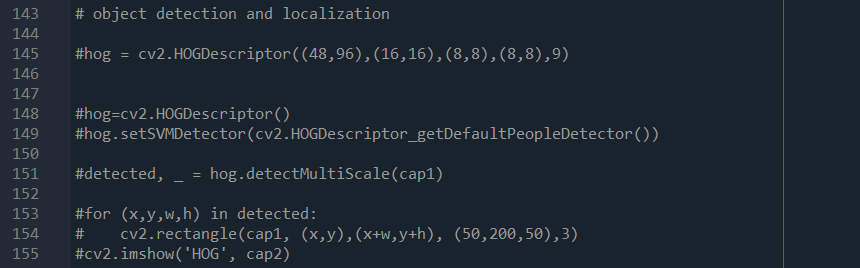 143 # object detection and localization
144
145 #hog = cv2.HOGDescriptor((48,96),(16,16),(8,8),(8,8),9)
146
147
148 #hog=cv2.HOGDescriptor()
149 #hog.setSVMDetector(cv2.HOGDescriptor_getDefaultPeopleDetector())
150
151 #detected, _ = hog.detectMultiScale(cap1)
152
153 #for (x,y,w,h) in detected:
154 #    cv2.rectangle(cap1, (x,y),(x+w,y+h), (50,200,50),3)
155 #cv2.imshow('HOG', cap2)